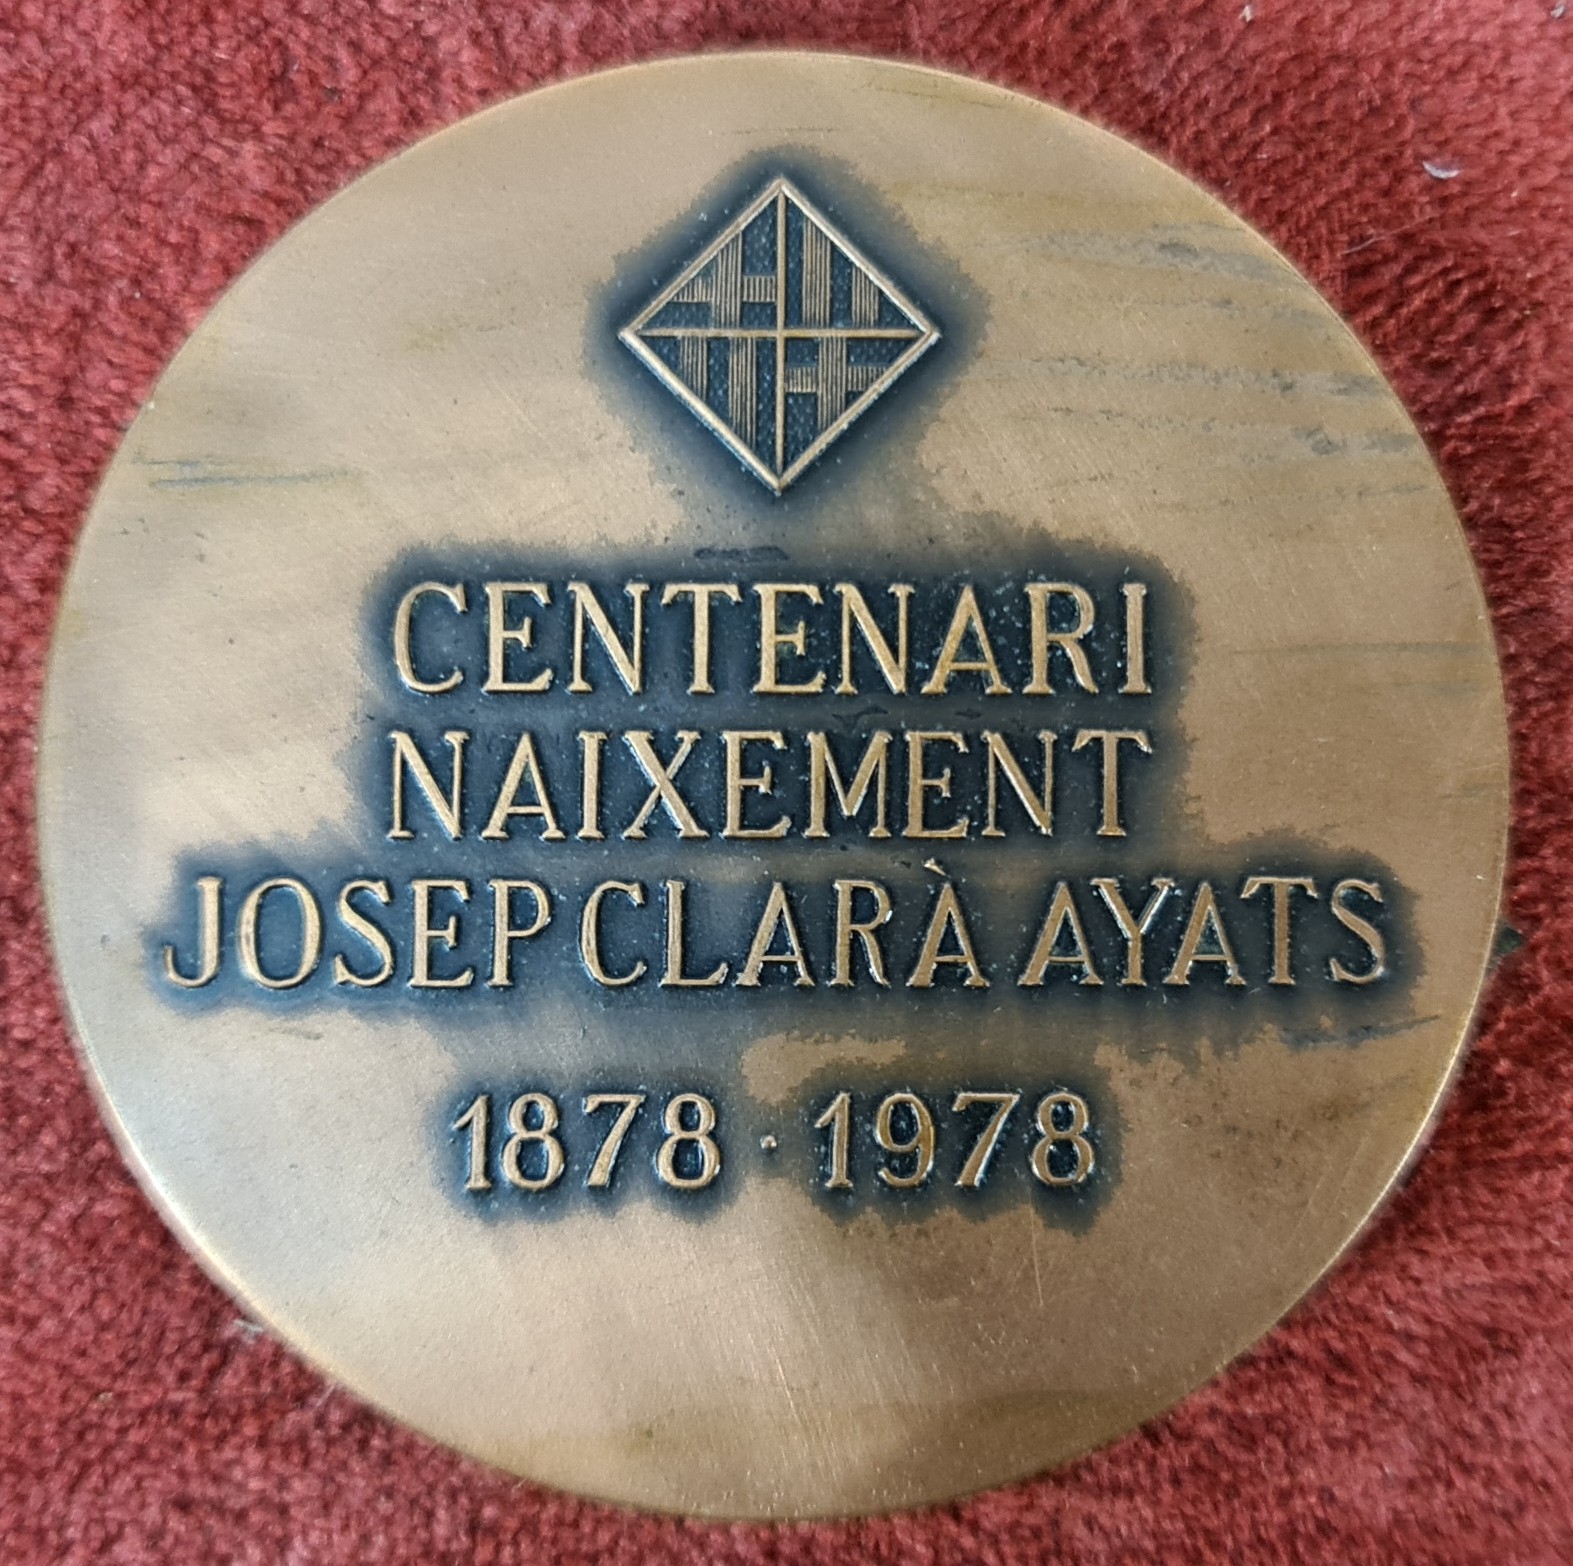 CENTENARI
NAIXEMENT
JOSEP CLARÀ AYATS
1878 · 1978